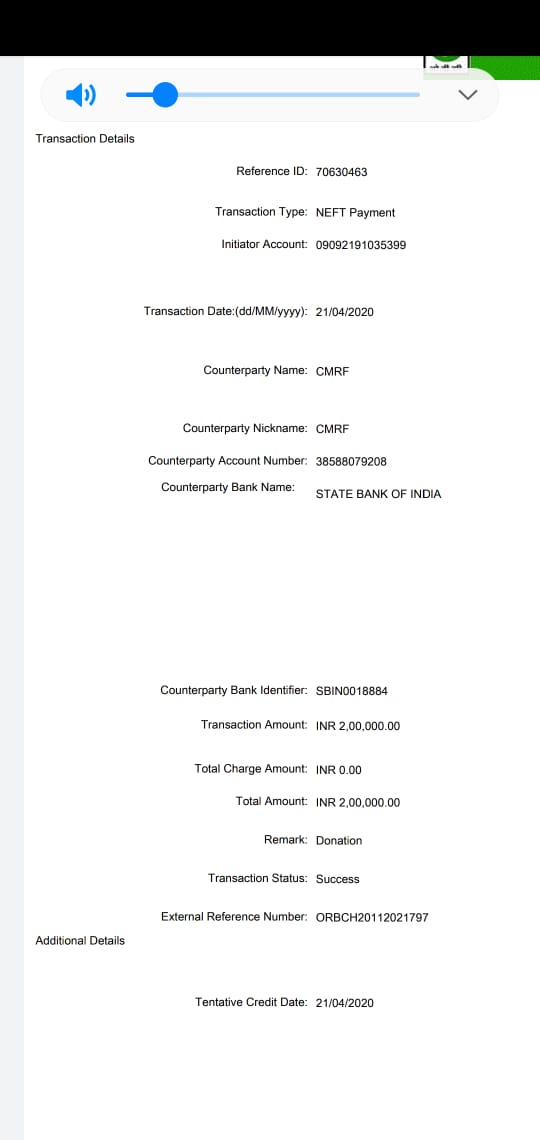 Transaction Details
Reference ID: 70630463
Transaction Type: NEFT Payment
Initiator Account: 09092191035399
Transaction Date:(dd/MM/yyyy): 21/04/2020
Counterparty Name: CMRF
Counterparty Nickname: CMRF
Counterparty Account Number: 38588079208
Counterparty Bank Name: STATE BANK OF INDIA
Counterparty Bank Identifier: SBIN0018884
Transaction Amount: INR 2,00,000.00
Total Charge Amount: INR 0.00
Total Amount: INR 2,00,000.00
Remark: Donation
Transaction Status: Success
External Reference Number: ORBCH20112021797
Additional Details
Tentative Credit Date: 21/04/2020